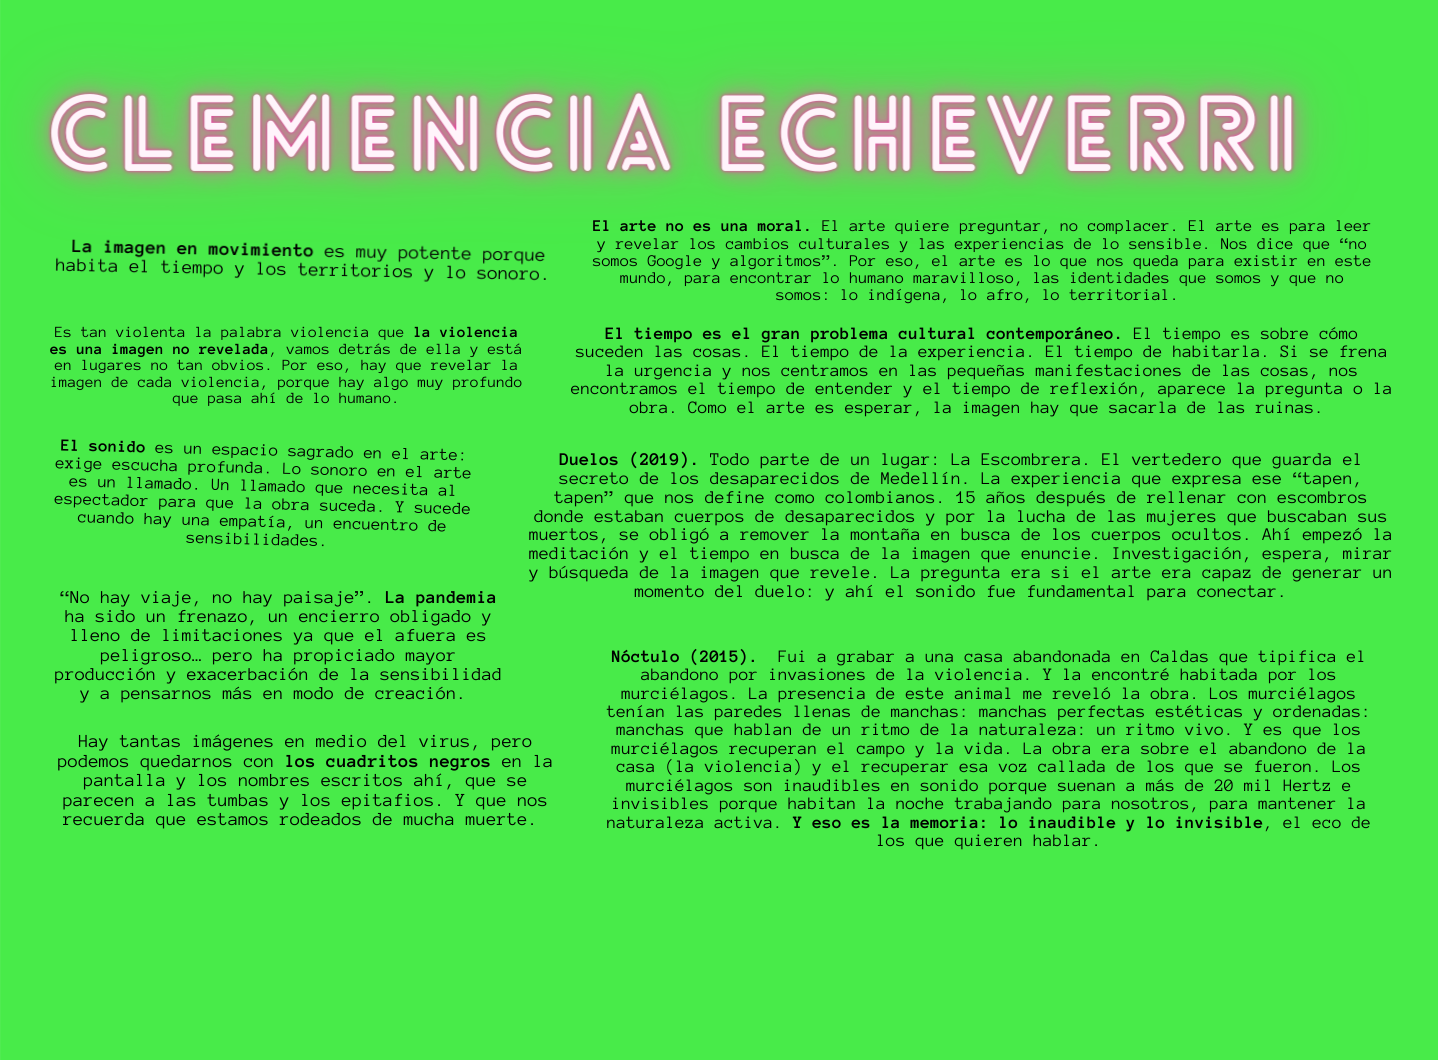 CLEMENCIA ECHEVERRI
La imagen en movimiento es muy potente porque
habita el tiempo y los territorios y lo sonoro.
Es tan violenta la palabra violencia que la violencia
es una imagen no revelada, vamos detrás de ella y está
en lugares no tan obvios. Por eso, hay que revelar la
imagen de cada violencia, porque hay algo muy profundo
que pasa ahí de lo humano.
El sonido es un espacio sagrado en el arte:
exige escucha profunda. Lo sonoro en el arte
es un llamado. Un llamado que necesita al
espectador para que la obra suceda. Y sucede
cuando hay una empatía, un encuentro de
sensibilidades.
“No hay viaje, no hay paisaje”. La pandemia
ha sido un frenazo, un encierro obligado y
lleno de limitaciones ya que el afuera es
peligroso… pero ha propiciado mayor
producción y exacerbación de la sensibilidad
y a pensarnos más en modo de creación.
Hay tantas imágenes en medio del virus, pero
podemos quedarnos con los cuadritos negros en la
pantalla y los nombres escritos ahí, que se
parecen a las tumbas y los epitafios. Y que nos
recuerda que estamos rodeados de mucha muerte.
El arte no es una moral. El arte quiere preguntar, no complacer. El arte es para leer
y revelar los cambios culturales y las experiencias de lo sensible. Nos dice que “no
somos Google y algoritmos”. Por eso, el arte es lo que nos queda para existir en este
mundo, para encontrar lo humano maravilloso, las identidades que somos y que no
somos: lo indígena, lo afro, lo territorial.
El tiempo es el gran problema cultural contemporáneo. El tiempo es sobre cómo
suceden las cosas. El tiempo de la experiencia. El tiempo de habitarla. Si se frena
la urgencia y nos centramos en las pequeñas manifestaciones de las cosas, nos
encontramos el tiempo de entender y el tiempo de reflexión, aparece la pregunta o la
obra. Como el arte es esperar, la imagen hay que sacarla de las ruinas.
Duelos (2019). Todo parte de un lugar: La Escombrera. El vertedero que guarda el
secreto de los desaparecidos de Medellín. La experiencia que expresa ese “tapen,
tapen” que nos define como colombianos. 15 años después de rellenar con escombros
donde estaban cuerpos de desaparecidos y por la lucha de las mujeres que buscaban sus
muertos, se obligó a remover la montaña en busca de los cuerpos ocultos. Ahí empezó la
meditación y el tiempo en busca de la imagen que enuncie. Investigación, espera, mirar
y búsqueda de la imagen que revele. La pregunta era si el arte era capaz de generar un
momento del duelo: y ahí el sonido fue fundamental para conectar.
Nóctulo (2015). Fui a grabar a una casa abandonada en Caldas que tipifica el
abandono por invasiones de la violencia. Y la encontré habitada por los
murciélagos. La presencia de este animal me reveló la obra. Los murciélagos
tenían las paredes llenas de manchas: manchas perfectas estéticas y ordenadas:
manchas que hablan de un ritmo de la naturaleza: un ritmo vivo. Y es que los
murciélagos recuperan el campo y la vida. La obra era sobre el abandono de la
casa (la violencia) y el recuperar esa voz callada de los que se fueron. Los
murciélagos son inaudibles en sonido porque suenan a más de 20 mil Hertz e
invisibles porque habitan la noche trabajando para nosotros, para mantener la
naturaleza activa. Y eso es la memoria: lo inaudible y lo invisible, el eco de
los que quieren hablar.